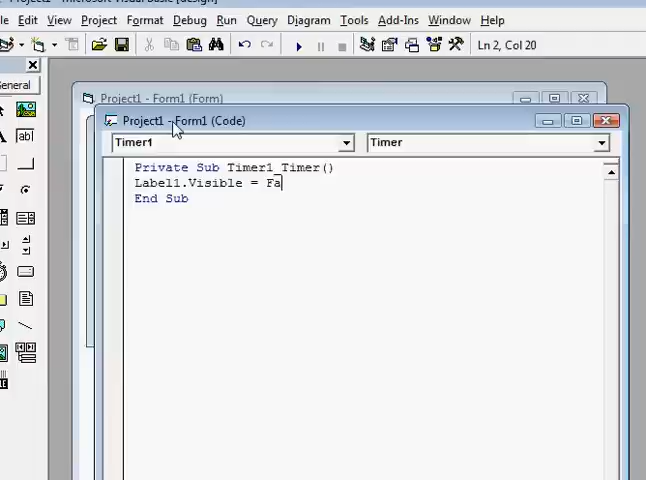 Project1 - Microsoft Visual Basic [design]
Edit View Project Format Debug Run Query Diagram Tools Add-Ins Window Help
Ln 2, Col 20
General
Project1 - Form1 (Form)
Project1 - Form1 (Code)
Timer1 Timer
Private Sub Timer1_Timer()
Label1.Visible = Fa
End Sub